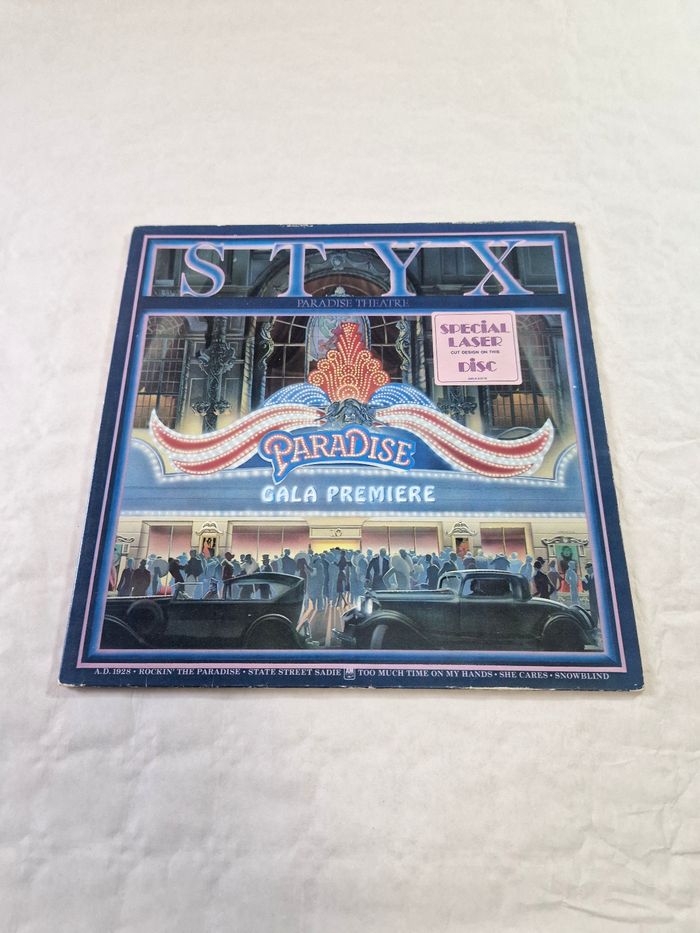 STYX
PARADISE THEATRE
SPECIAL
LASER
CUT DESIGN ON THIS
DISC
PARADISE
GALA PREMIERE
A.D. 1928 • ROCKIN' THE PARADISE • STATE STREET SADIE A&M TOO MUCH TIME ON MY HANDS • SHE CARES • SNOWBLIND